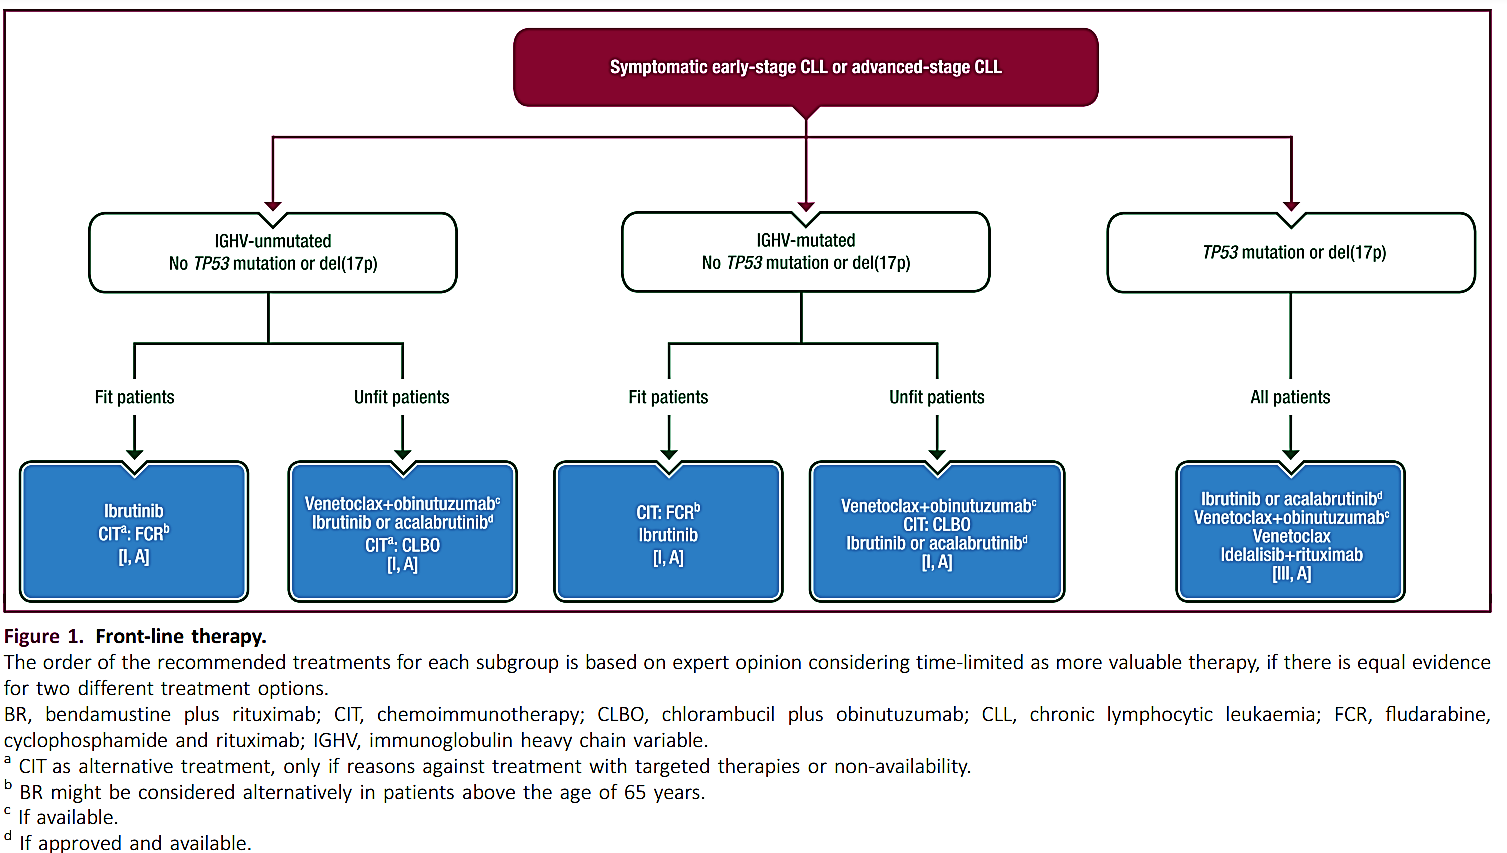 Symptomatic early-stage CLL or advanced-stage CLL
IGHV-unmutated
No TP53 mutation or del(17p)
IGHV-mutated
No TP53 mutation or del(17p)
TP53 mutation or del(17p)
Fit patients
Unfit patients
Fit patients
Unfit patients
All patients
Ibrutinib
CITᵃ: FCRᵇ
[I, A]
Venetoclax+obinutuzumabᶜ
Ibrutinib or acalabrutinibᵈ
CITᵃ: CLBO
[I, A]
CIT: FCRᵇ
Ibrutinib
[I, A]
Venetoclax+obinutuzumabᶜ
CIT: CLBO
Ibrutinib or acalabrutinibᵈ
[I, A]
Ibrutinib or acalabrutinibᵈ
Venetoclax+obinutuzumabᶜ
Venetoclax
Idelalisib+rituximab
[III, A]
Figure 1. Front-line therapy.
The order of the recommended treatments for each subgroup is based on expert opinion considering time-limited as more valuable therapy, if there is equal evidence
for two different treatment options.
BR, bendamustine plus rituximab; CIT, chemoimmunotherapy; CLBO, chlorambucil plus obinutuzumab; CLL, chronic lymphocytic leukaemia; FCR, fludarabine,
cyclophosphamide and rituximab; IGHV, immunoglobulin heavy chain variable.
ᵃ CIT as alternative treatment, only if reasons against treatment with targeted therapies or non-availability.
ᵇ BR might be considered alternatively in patients above the age of 65 years.
ᶜ If available.
ᵈ If approved and available.